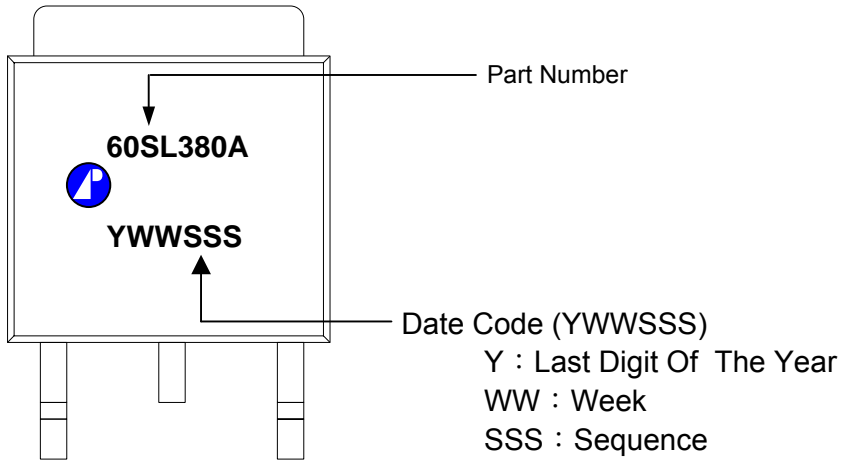 Part Number
60SL380A
YWWSSS
Date Code (YWWSSS)
Y：Last Digit Of The Year
WW：Week
SSS：Sequence